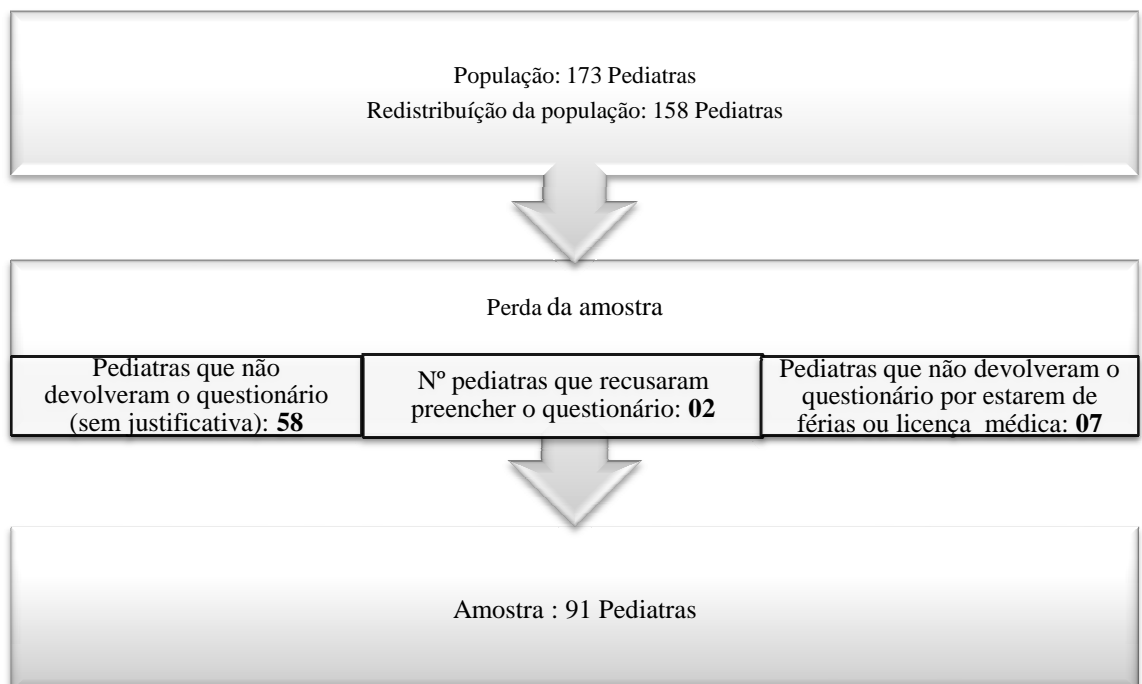 População: 173 Pediatras
Redistribuíção da população: 158 Pediatras
Perda da amostra
Pediatras que não
devolveram o questionário
(sem justificativa): 58
Nº pediatras que recusaram
preencher o questionário: 02
Pediatras que não devolveram o
questionário por estarem de
férias ou licença médica: 07
Amostra : 91 Pediatras